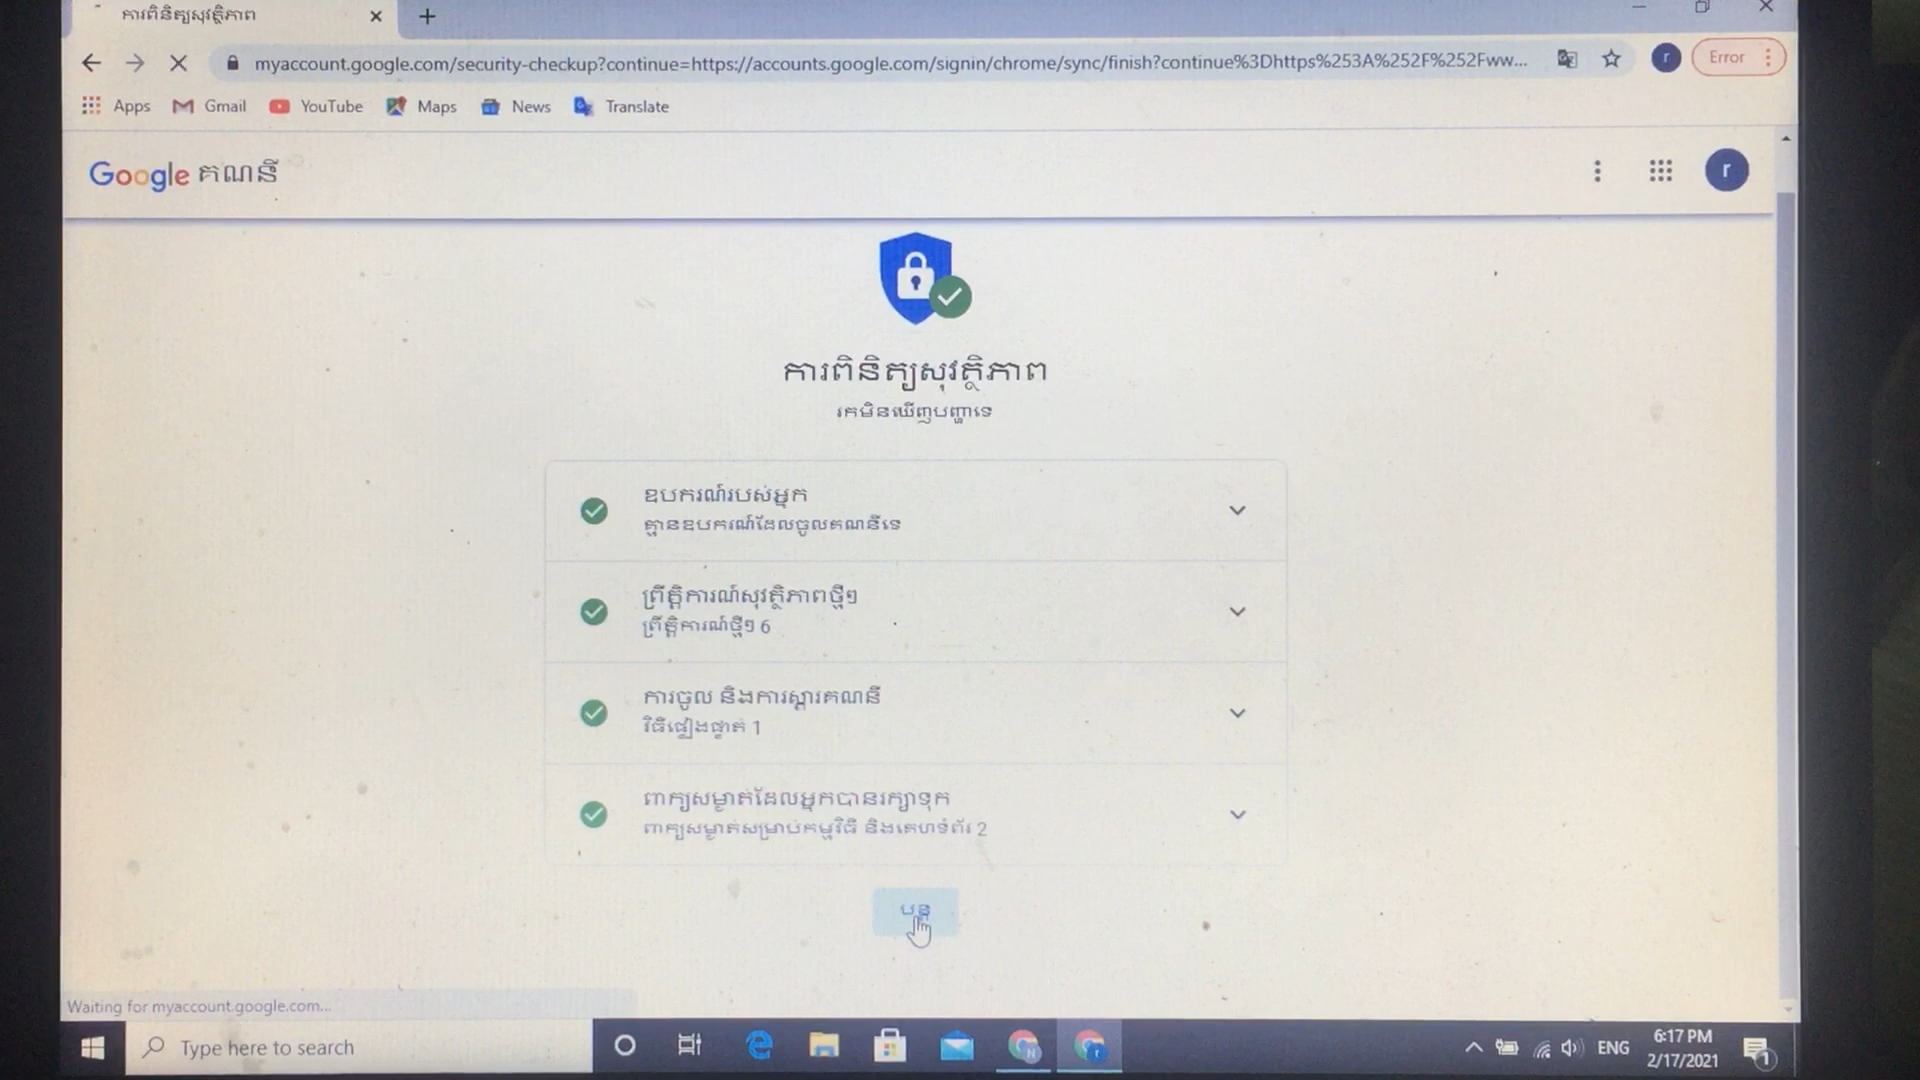 ការពិនិត្យសុវត្ថិភាព
myaccount.google.com/security-checkup?continue=https://accounts.google.com/signin/chrome/sync/finish?continue%3Dhttps%253A%252F%252Fww...
r
Error
Apps
Gmail
YouTube
Maps
News
Translate
Google គណនី
r
ការពិនិត្យសុវត្ថិភាព
រកមិនឃើញបញ្ហាទេ
ឧបករណ៍របស់អ្នក
គ្មានឧបករណ៍ដែលចូលគណនីទេ
ព្រឹត្តិការណ៍សុវត្ថិភាពថ្មីៗ
ព្រឹត្តិការណ៍ថ្មីៗ 6
ការចូល និងការស្ដារគណនី
វិធីផ្ទៀងផ្ទាត់ 1
ពាក្យសម្ងាត់ដែលអ្នកបានរក្សាទុក
ពាក្យសម្ងាត់សម្រាប់កម្មវិធី និងគេហទំព័រ 2
បន្ត
Waiting for myaccount.google.com...
Type here to search
N
r
ENG
6:17 PM
2/17/2021
1